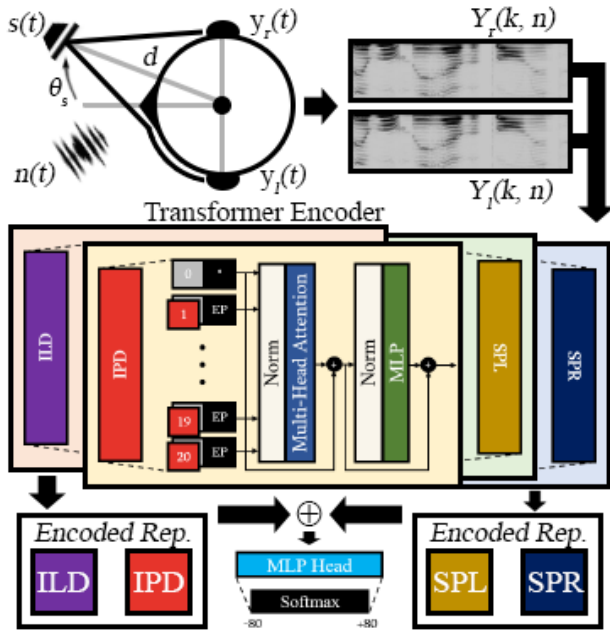 s(t)
y_r(t)
Y_r(k, n)
d
θ_s
n(t)
y_l(t)
Y_l(k, n)
Transformer Encoder
ILD
IPD
0 *
1 EP
19 EP
20 EP
Norm
Multi-Head Attention
Norm
MLP
SPL
SPR
Encoded Rep.
ILD IPD
MLP Head
Softmax
-80 +80
Encoded Rep.
SPL SPR